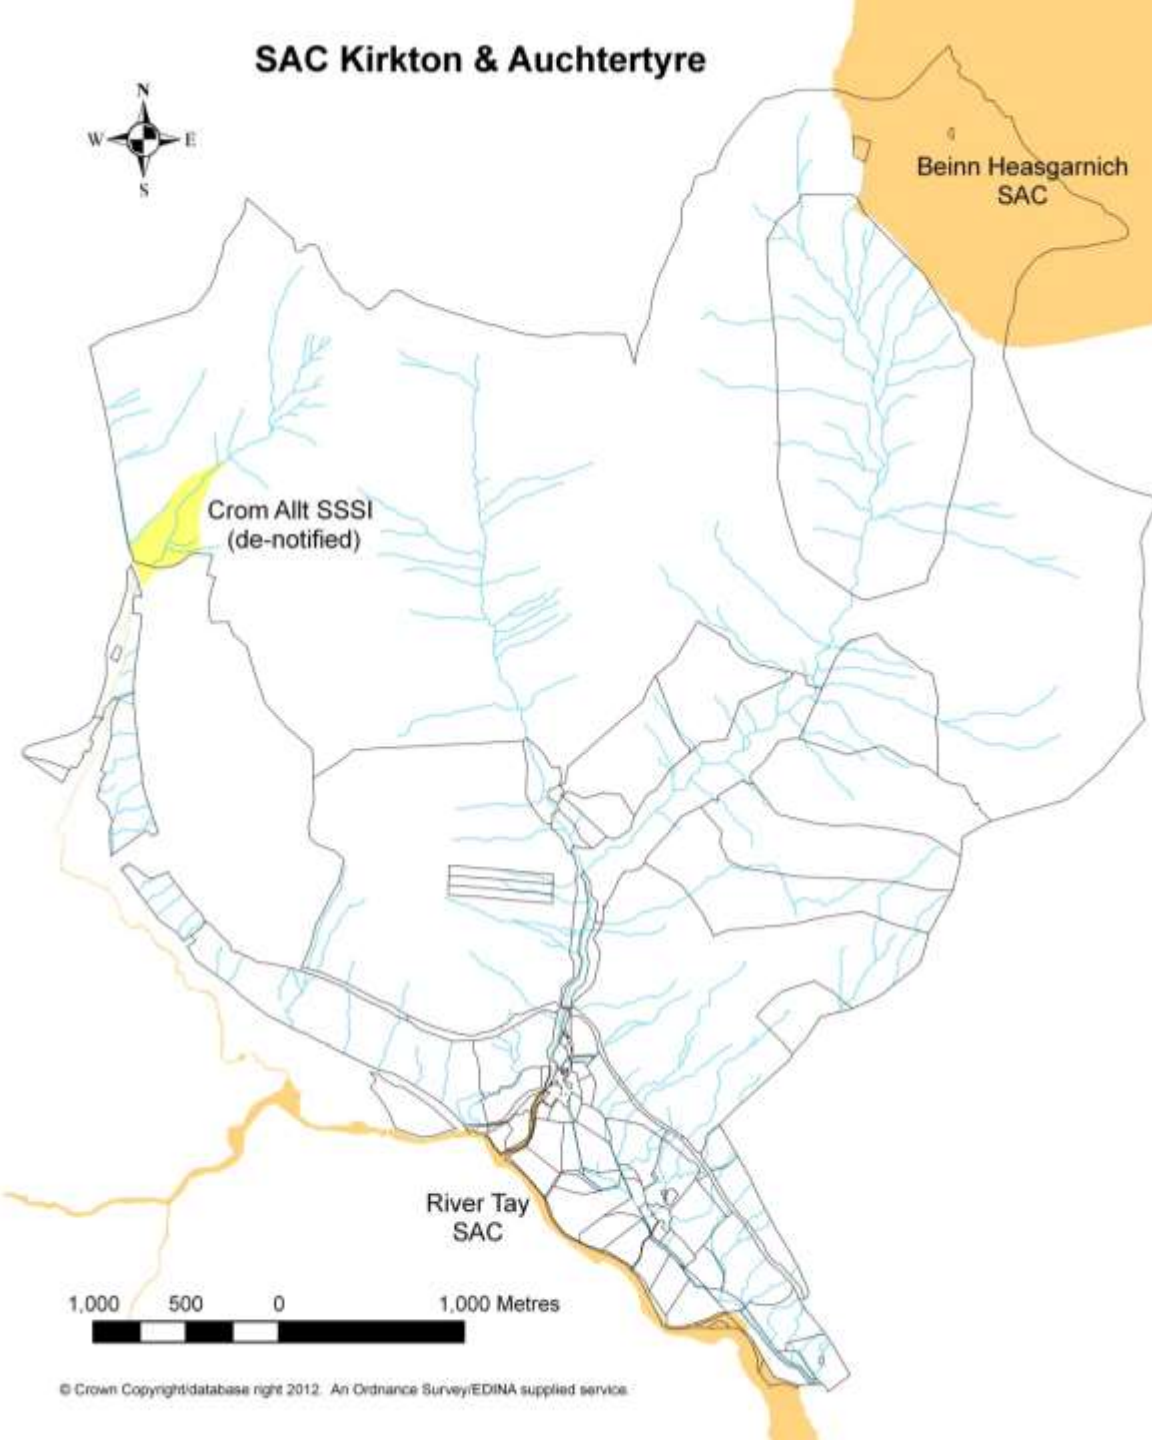 SAC Kirkton & Auchtertyre
N
W E
S
Beinn Heasgarnich
SAC
Crom Allt SSSI
(de-notified)
River Tay
SAC
1,000 500 0 1,000 Metres
© Crown Copyright/database right 2012. An Ordnance Survey/EDINA supplied service.